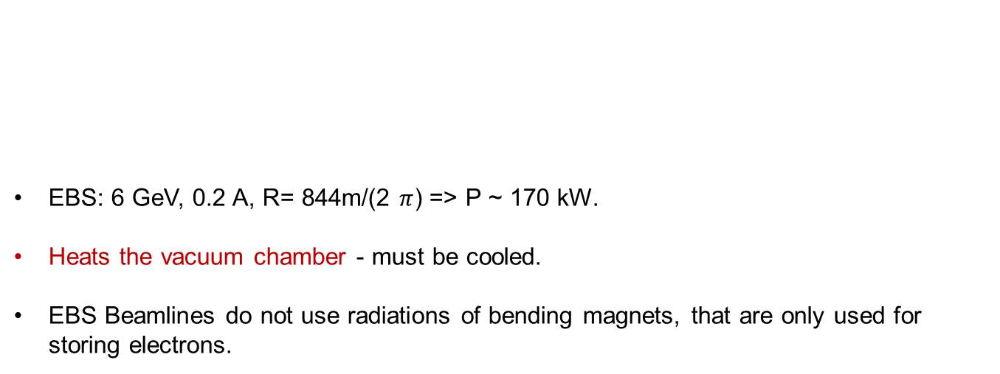 • EBS: 6 GeV, 0.2 A, R= 844m/(2 π) => P ~ 170 kW.
• Heats the vacuum chamber - must be cooled.
• EBS Beamlines do not use radiations of bending magnets, that are only used for
storing electrons.